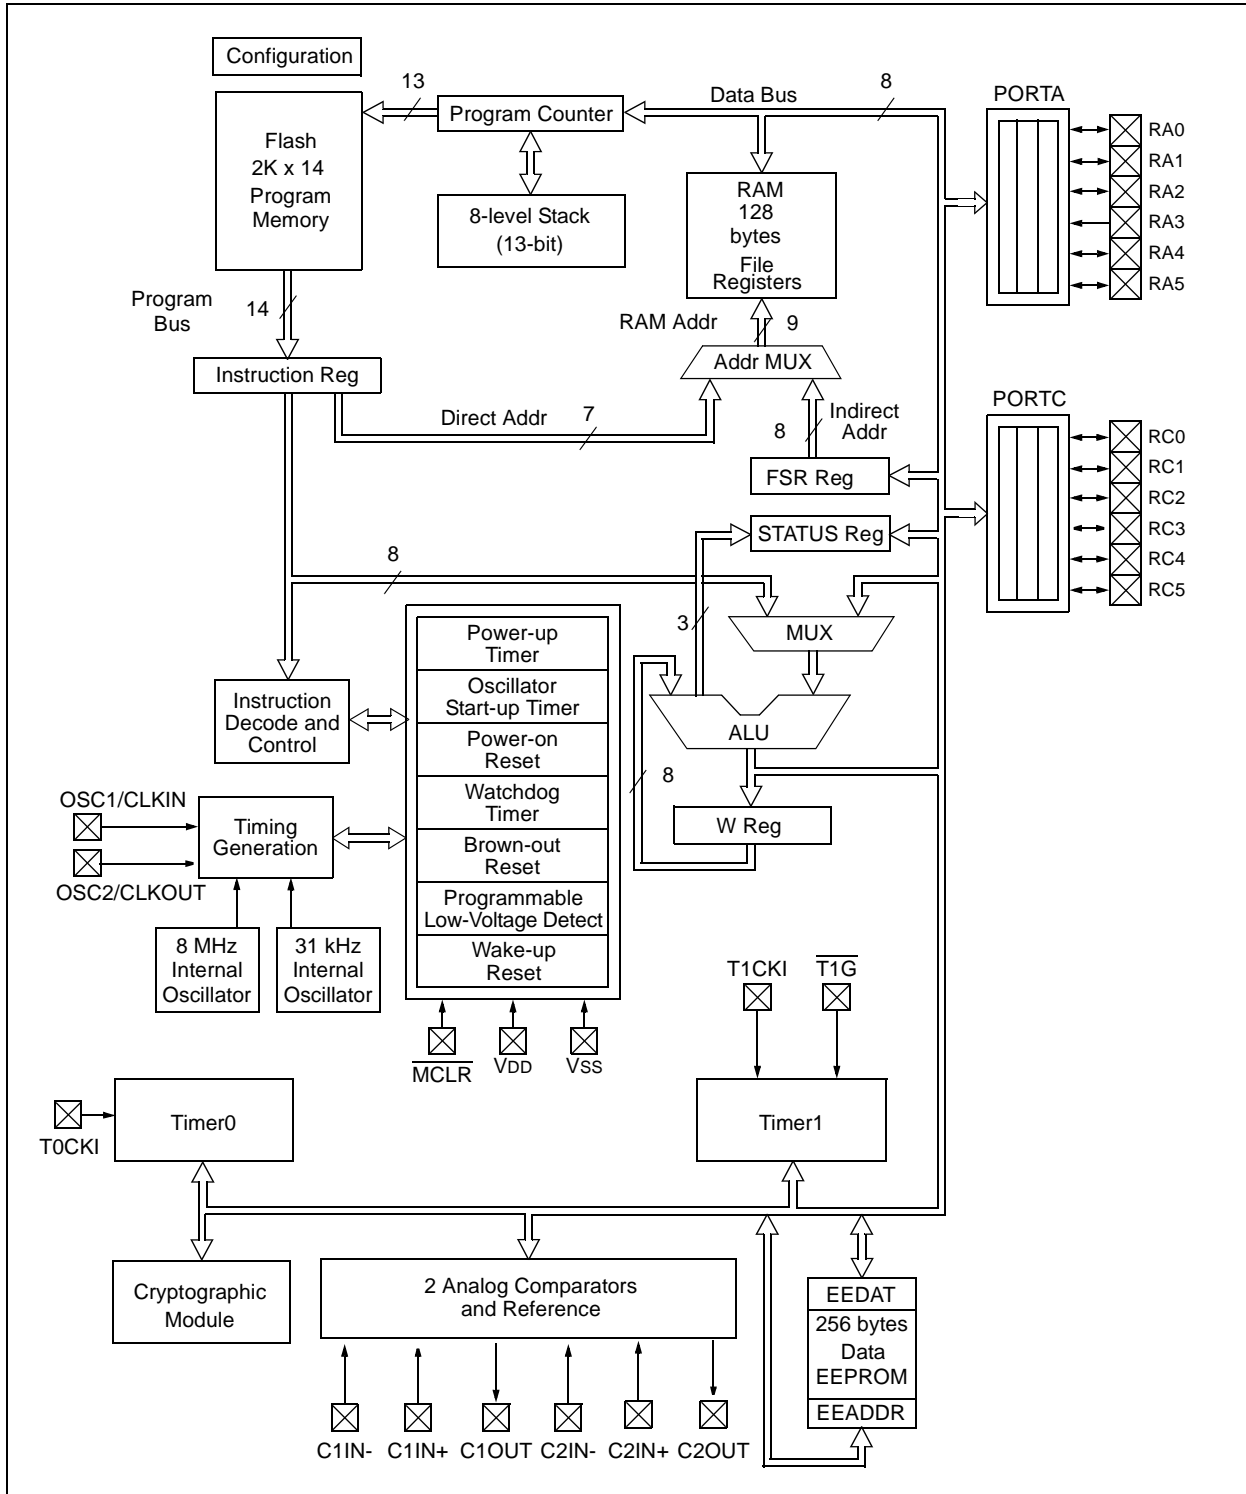 Configuration
13
Program Counter
Data Bus
8
PORTA
Flash
2K x 14
Program
Memory
8-level Stack
(13-bit)
RAM
128
bytes
File
Registers
RA0
RA1
RA2
RA3
RA4
RA5
Program
Bus
14
RAM Addr
9
Addr MUX
Instruction Reg
Direct Addr
7
8
Indirect
Addr
FSR Reg
STATUS Reg
PORTC
RC0
RC1
RC2
RC3
RC4
RC5
8
3
MUX
Power-up
Timer
Oscillator
Start-up Timer
Power-on
Reset
Watchdog
Timer
Brown-out
Reset
Programmable
Low-Voltage Detect
Wake-up
Reset
Instruction
Decode and
Control
ALU
8
W Reg
OSC1/CLKIN
OSC2/CLKOUT
Timing
Generation
8 MHz
Internal
Oscillator
31 kHz
Internal
Oscillator
MCLR
VDD
VSS
T1CKI
T1G
T0CKI
Timer0
Timer1
Cryptographic
Module
2 Analog Comparators
and Reference
EEDAT
256 bytes
Data
EEPROM
EEADDR
C1IN-
C1IN+
C1OUT
C2IN-
C2IN+
C2OUT